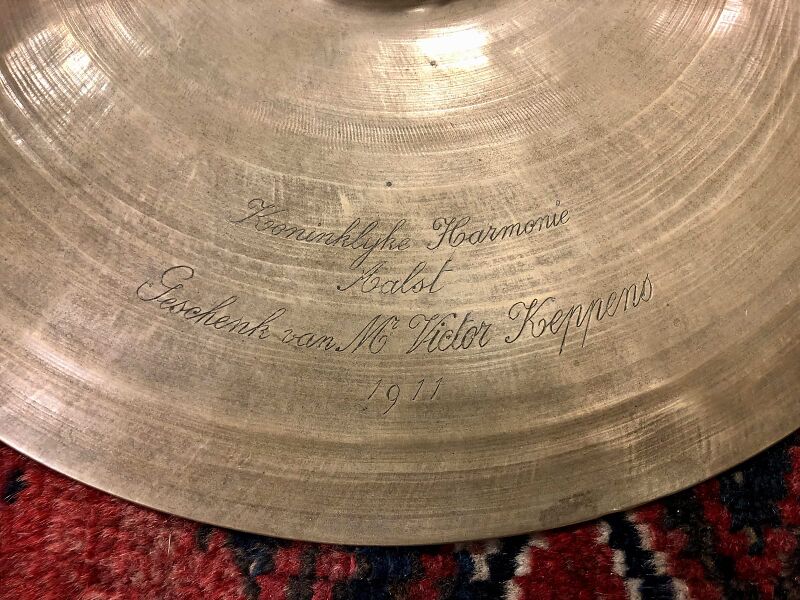 Koninklyke Harmonie
Aalst
Geschenk van Mr Victor Keppens
1911